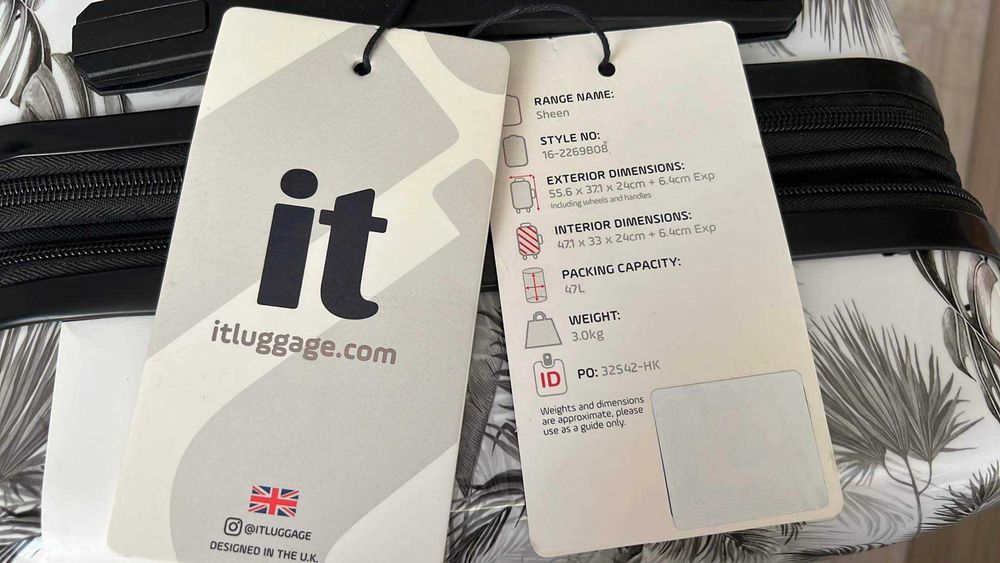 it
itluggage.com
@ITLUGGAGE
DESIGNED IN THE U.K.
RANGE NAME:
Sheen
STYLE NO:
16-2269B08
EXTERIOR DIMENSIONS:
55.6 x 37.1 x 24cm + 6.4cm Exp
Including wheels and handles
INTERIOR DIMENSIONS:
47.1 x 33 x 24cm + 6.4cm Exp
PACKING CAPACITY:
47L
WEIGHT:
3.0kg
ID
PO: 32542-HK
Weights and dimensions
are approximate, please
use as a guide only.